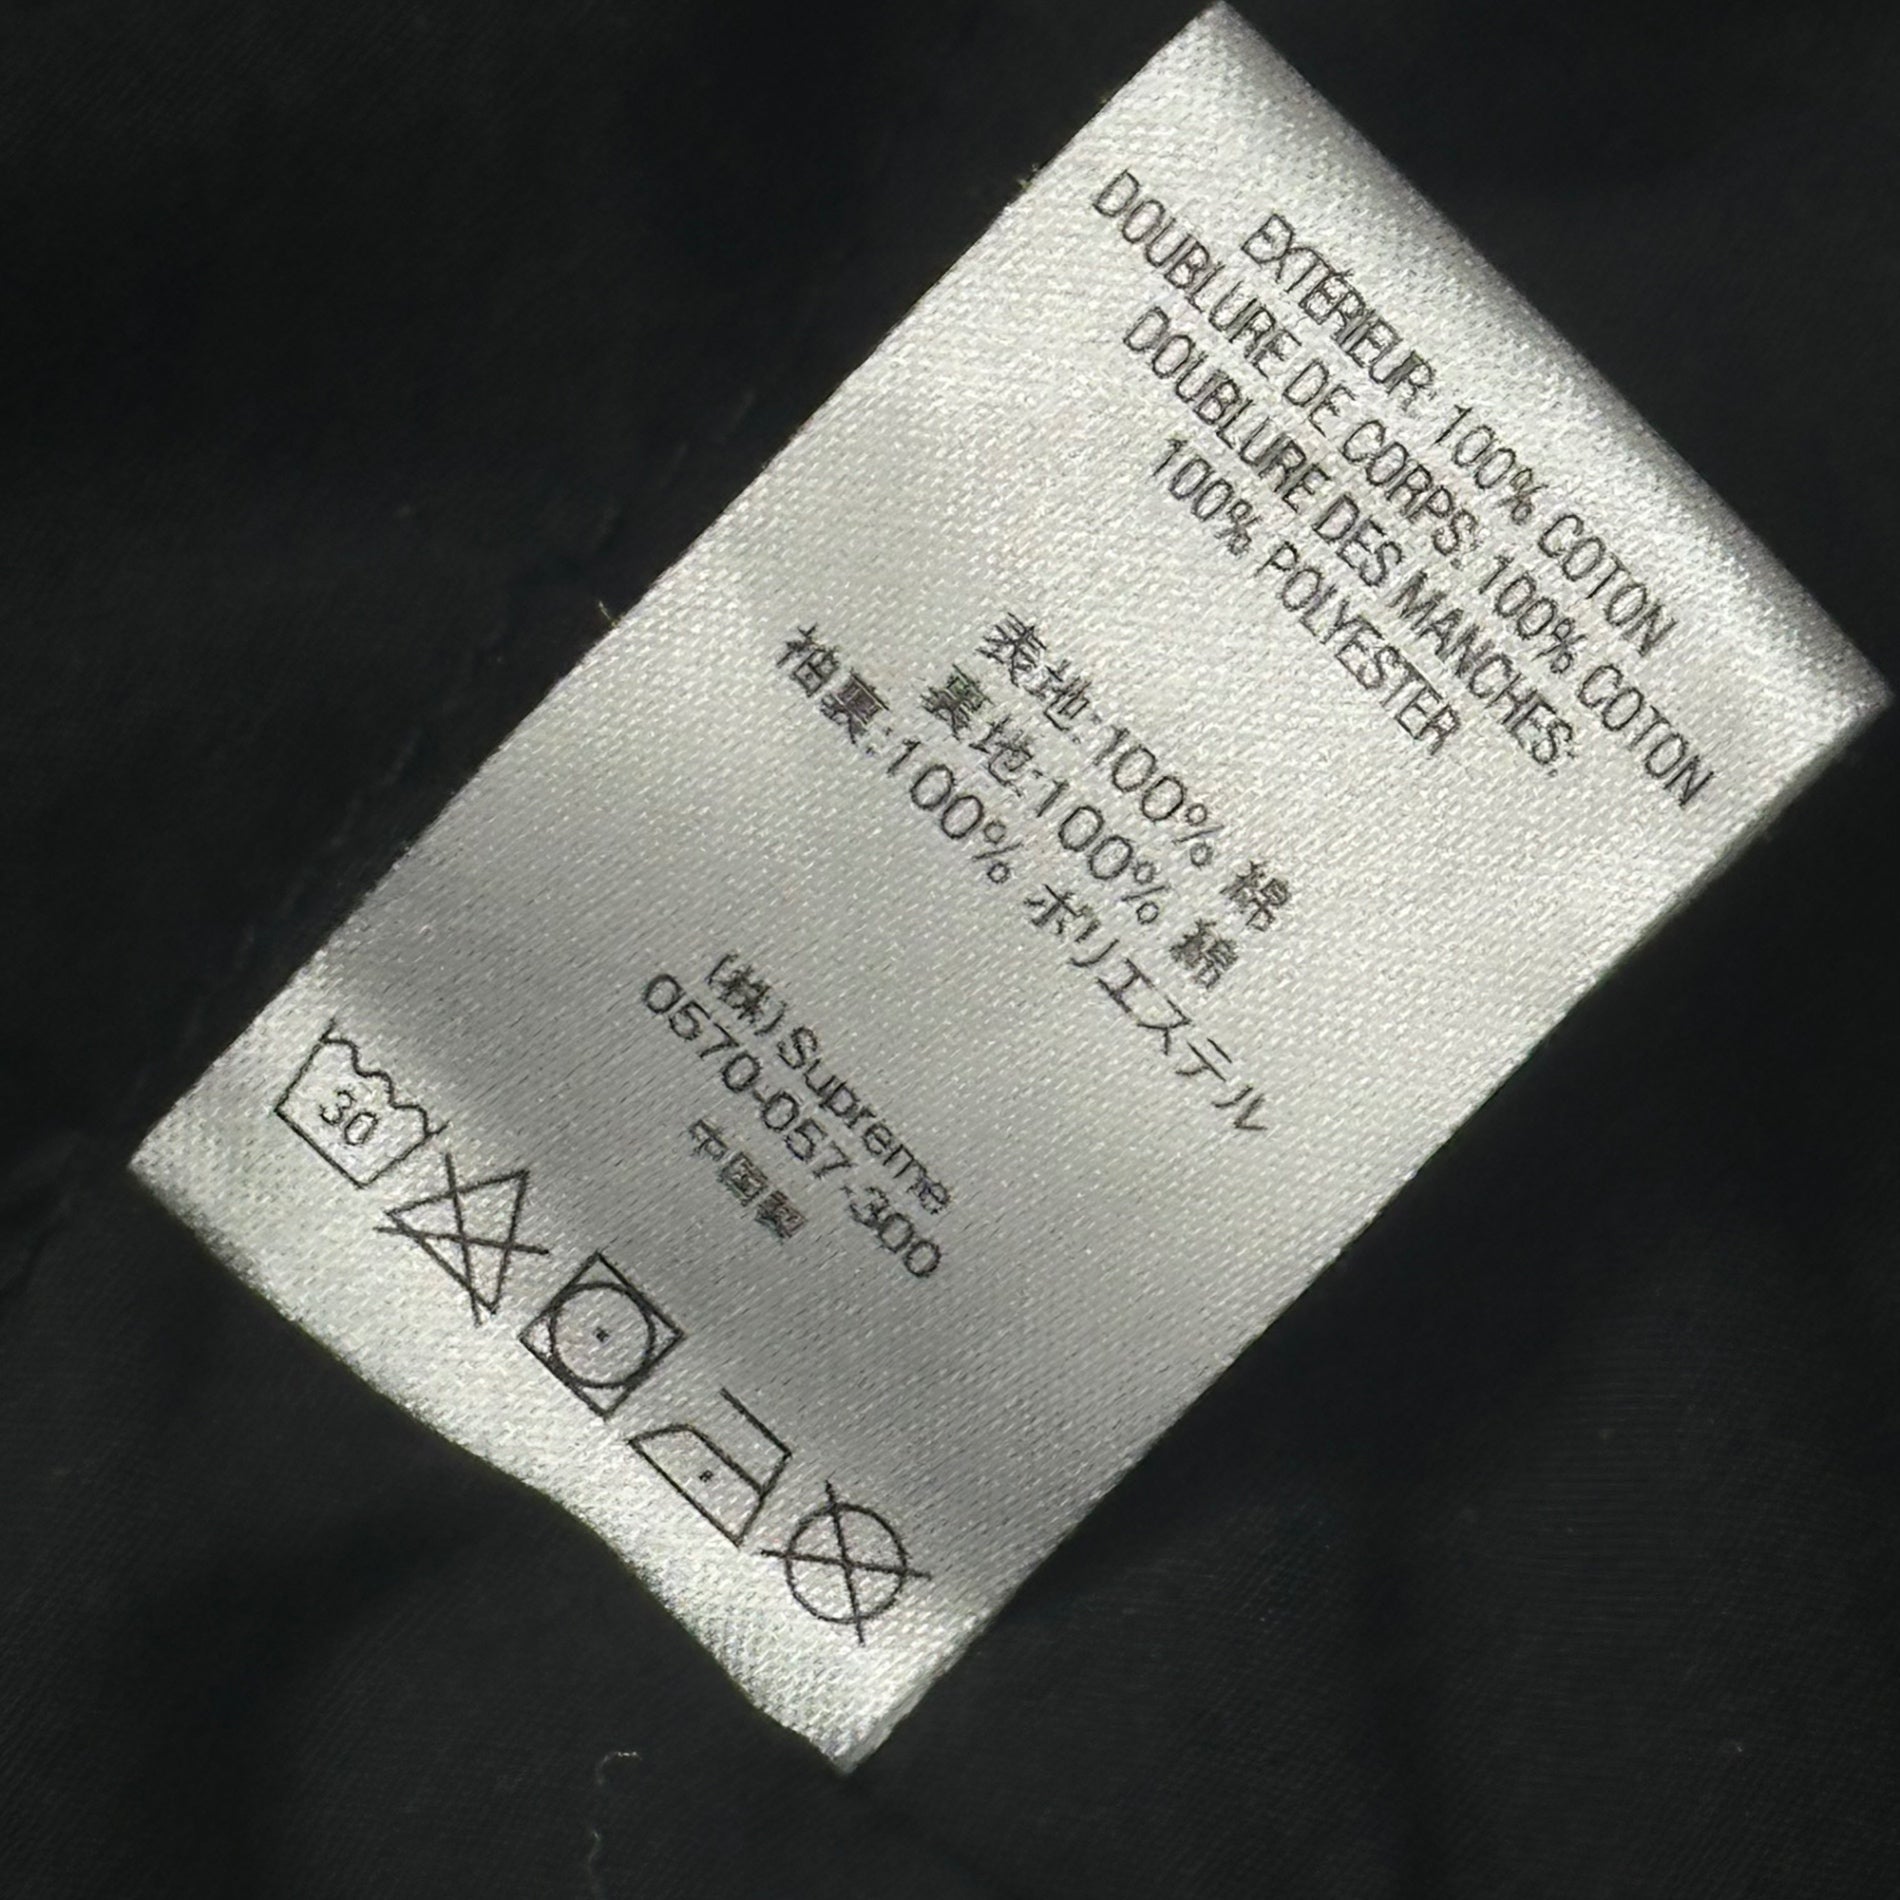 EXTÉRIEUR: 100% COTON
DOUBLURE DE CORPS: 100% COTON
DOUBLURE DES MANCHES:
100% POLYESTER
表地:100% 綿
裏地:100% 綿
袖裏:100% ポリエステル
(株) Supreme
0570-057-300
中国製
30